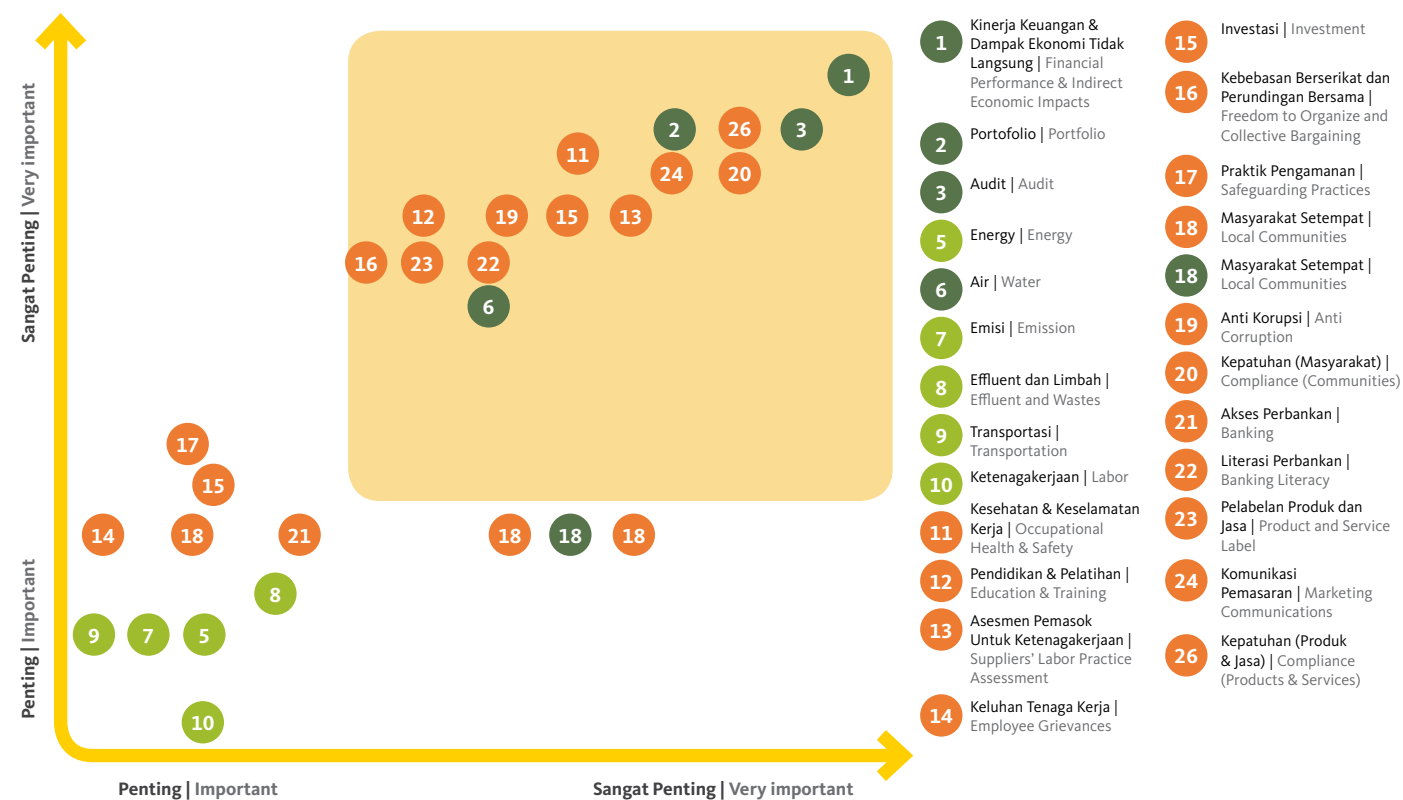 Sangat Penting | Very important
Penting | Important
1
2
26
3
11
24
20
12
19
15
13
16
23
22
6
17
15
14
18
21
18
18
18
8
9
7
5
10
Penting | Important
Sangat Penting | Very important
1
Kinerja Keuangan &
Dampak Ekonomi Tidak
Langsung | Financial
Performance & Indirect
Economic Impacts
2
Portofolio | Portfolio
3
Audit | Audit
5
Energy | Energy
6
Air | Water
7
Emisi | Emission
8
Effluent dan Limbah |
Effluent and Wastes
9
Transportasi |
Transportation
10
Ketenagakerjaan | Labor
11
Kesehatan & Keselamatan
Kerja | Occupational
Health & Safety
12
Pendidikan & Pelatihan |
Education & Training
13
Asesmen Pemasok
Untuk Ketenagakerjaan |
Suppliers' Labor Practice
Assessment
14
Keluhan Tenaga Kerja |
Employee Grievances
15
Investasi | Investment
16
Kebebasan Berserikat dan
Perundingan Bersama |
Freedom to Organize and
Collective Bargaining
17
Praktik Pengamanan |
Safeguarding Practices
18
Masyarakat Setempat |
Local Communities
18
Masyarakat Setempat |
Local Communities
19
Anti Korupsi | Anti
Corruption
20
Kepatuhan (Masyarakat) |
Compliance (Communities)
21
Akses Perbankan |
Banking
22
Literasi Perbankan |
Banking Literacy
23
Pelabelan Produk dan
Jasa | Product and Service
Label
24
Komunikasi
Pemasaran | Marketing
Communications
26
Kepatuhan (Produk
& Jasa) | Compliance
(Products & Services)